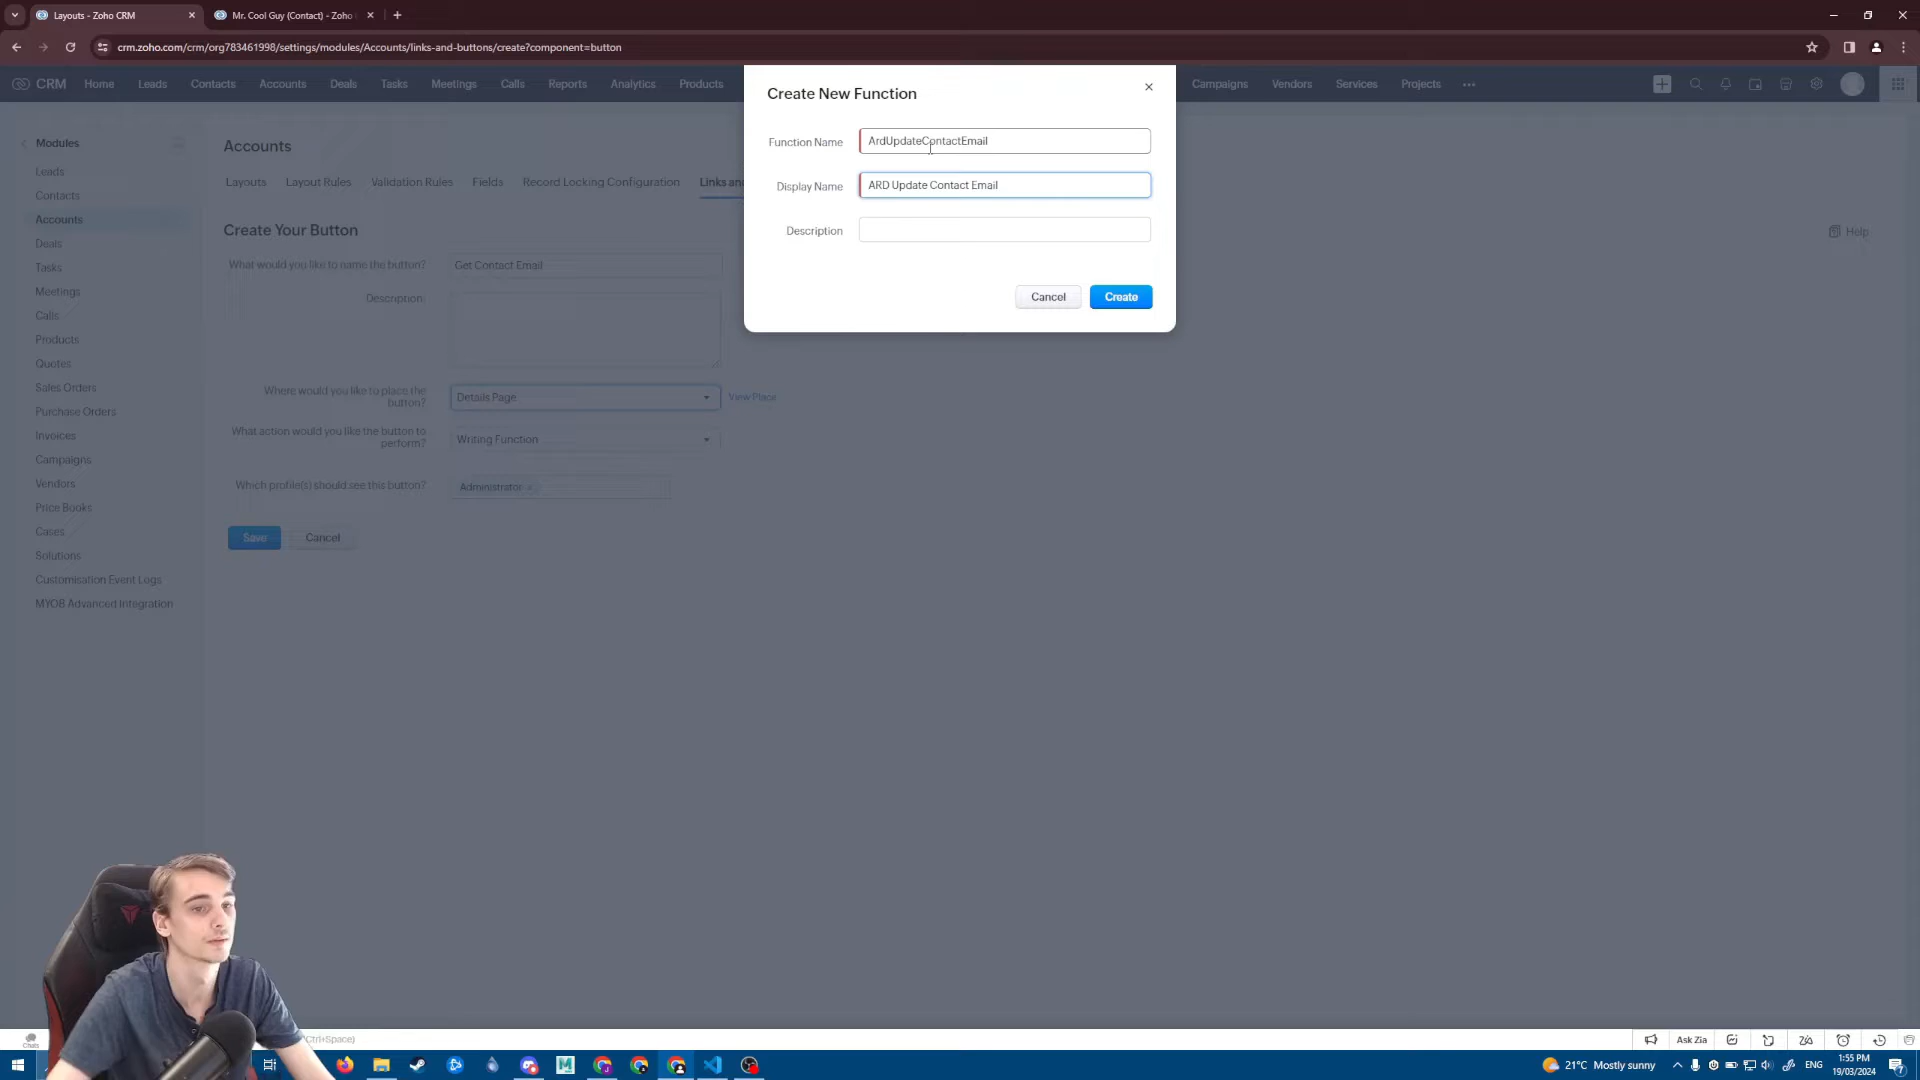 Layouts - Zoho CRM
Mr. Cool Guy (Contact) - Zoho
crm.zoho.com/crm/org783461998/settings/modules/Accounts/links-and-buttons/create?component=button
CRM Home Leads Contacts Accounts Deals Tasks Meetings Calls Reports Analytics Products Campaigns Vendors Services Projects
Create New Function
Function Name ArdUpdateContactEmail
Display Name ARD Update Contact Email
Description
Cancel Create
Modules
Leads
Contacts
Accounts
Deals
Tasks
Meetings
Calls
Products
Quotes
Sales Orders
Purchase Orders
Invoices
Campaigns
Vendors
Price Books
Cases
Solutions
Customisation Event Logs
MYOB Advanced Integration
Accounts
Layouts Layout Rules Validation Rules Fields Record Locking Configuration Links and
Create Your Button
Help
What would you like to name the button? Get Contact Email
Description:
Where would you like to place the
button?
Details Page
View Place
What action would you like the button to
perform?
Writing Function
Which profile(s) should see this button? Administrator
Save Cancel
Chats
Ctrl+Space)
Ask Zia
21°C Mostly sunny
ENG
1:55 PM
19/03/2024